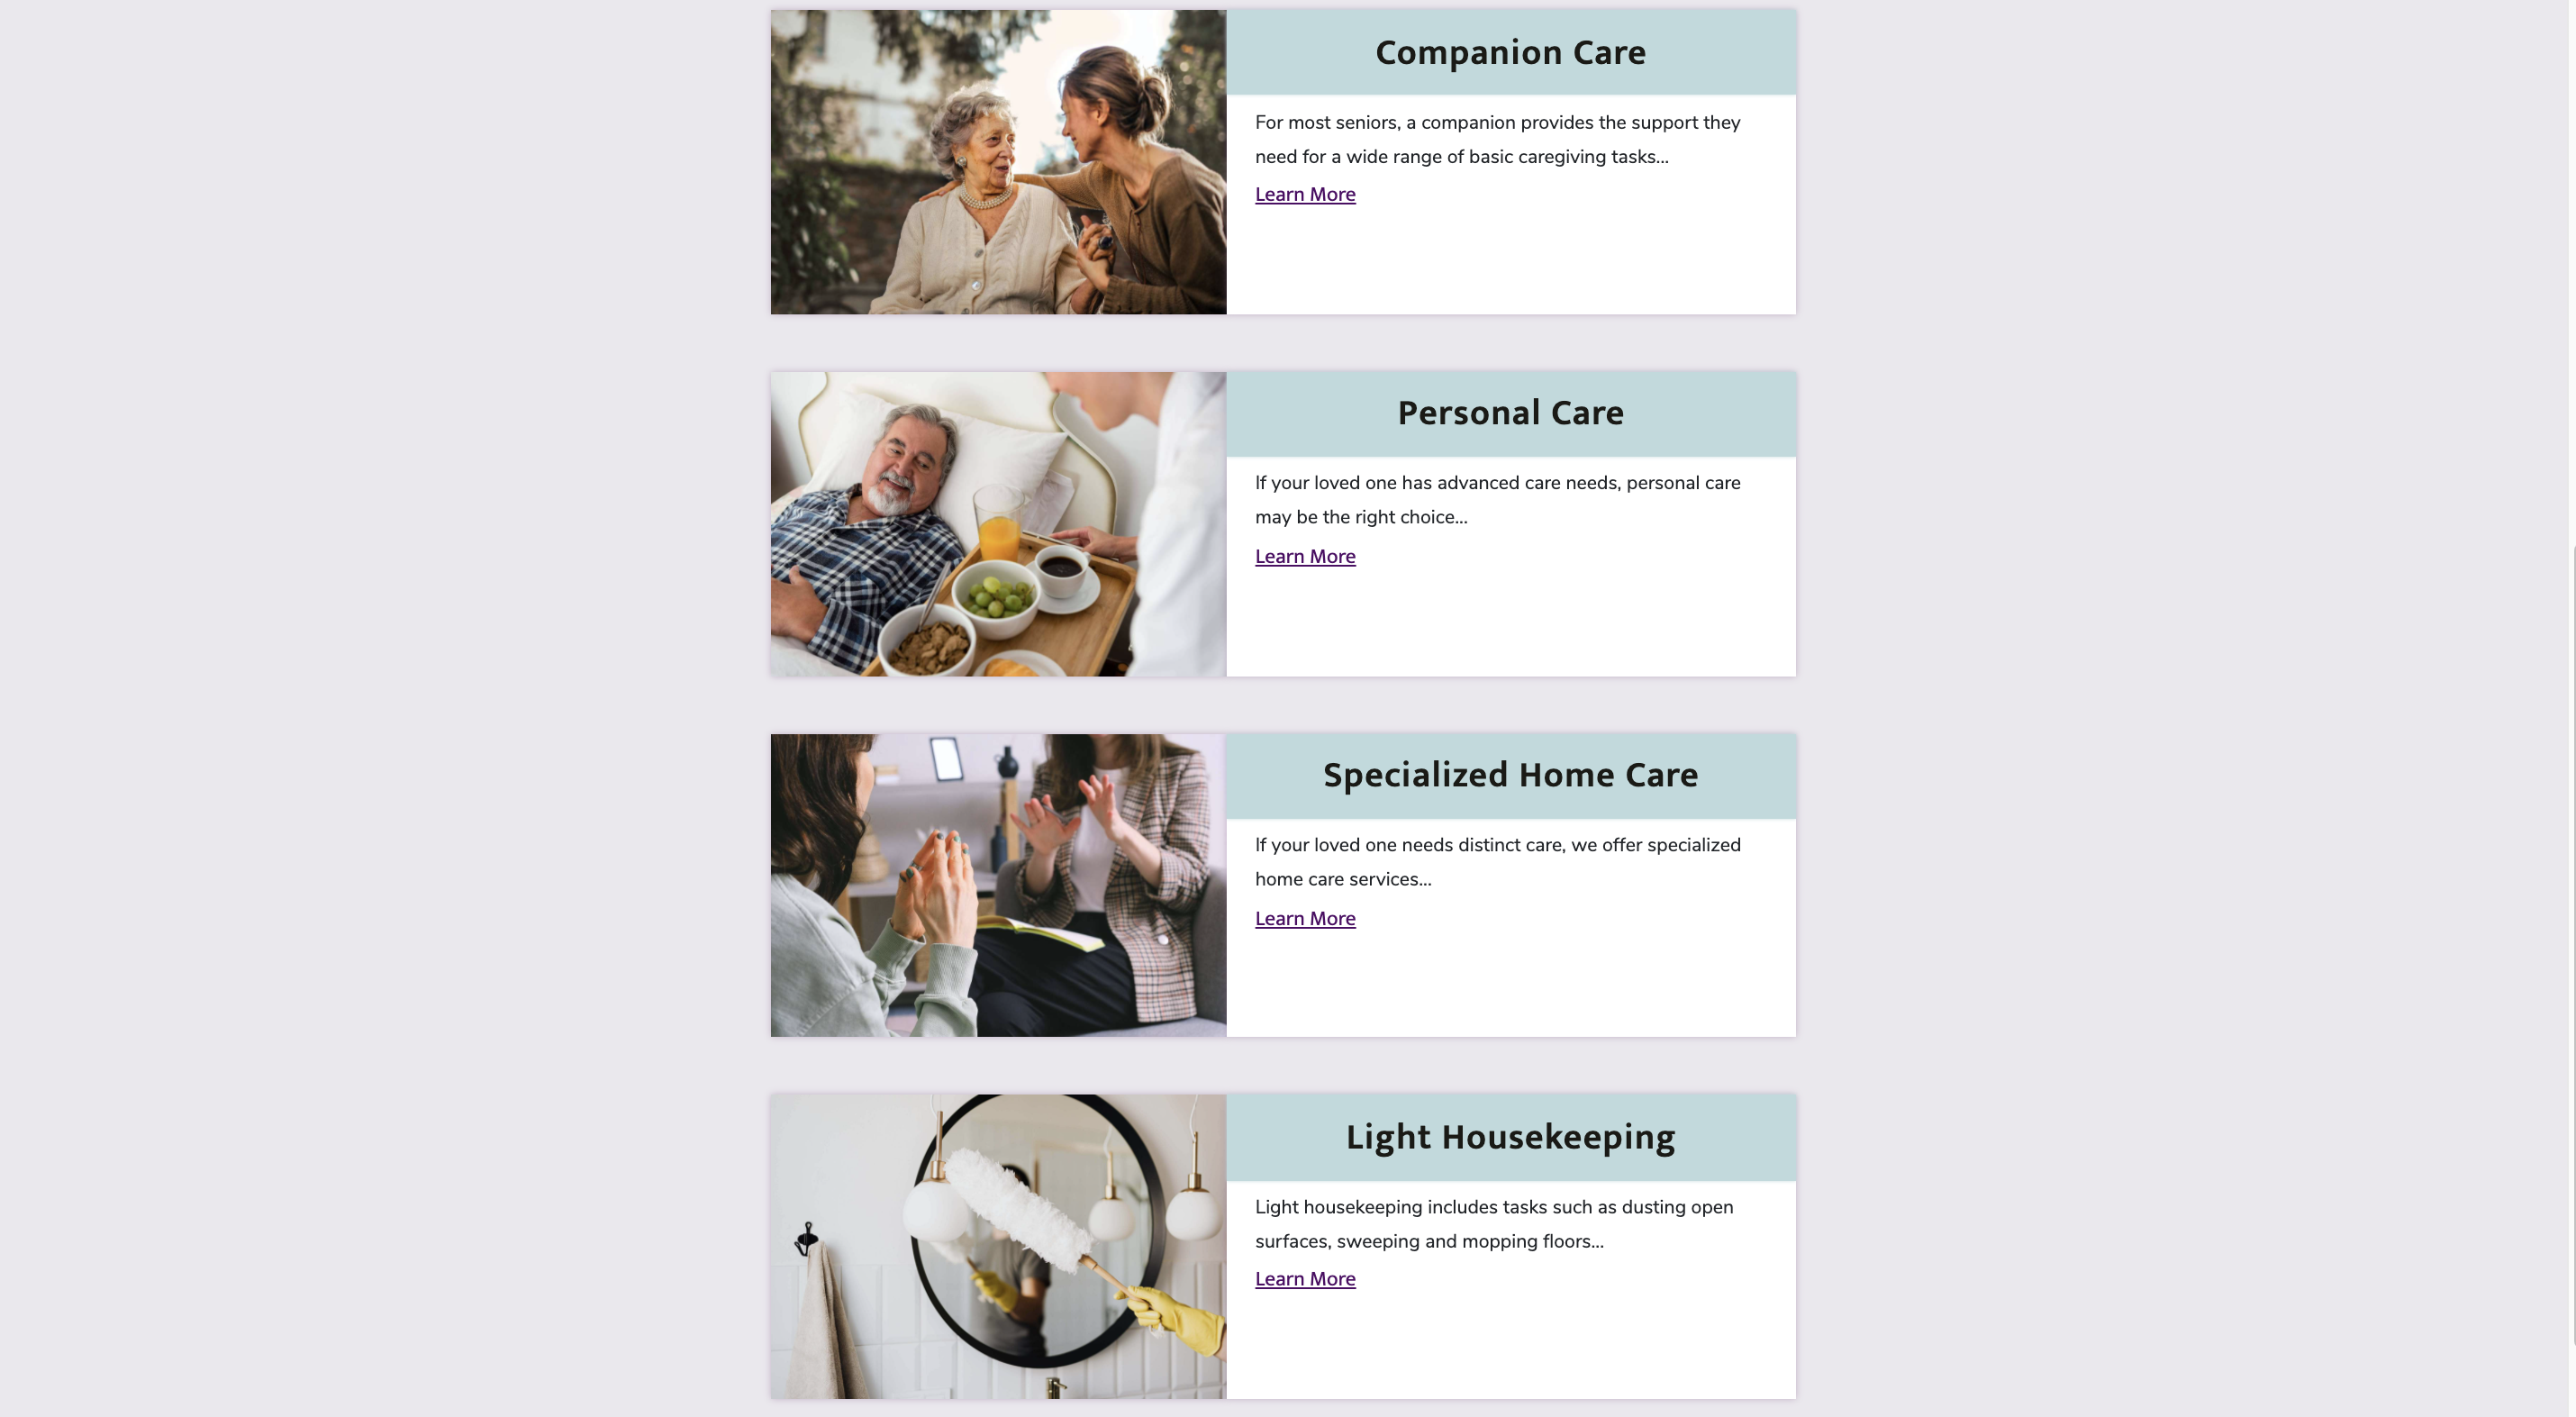 Companion Care
For most seniors, a companion provides the support they
need for a wide range of basic caregiving tasks...
Learn More
Personal Care
If your loved one has advanced care needs, personal care
may be the right choice...
Learn More
Specialized Home Care
If your loved one needs distinct care, we offer specialized
home care services...
Learn More
Light Housekeeping
Light housekeeping includes tasks such as dusting open
surfaces, sweeping and mopping floors...
Learn More